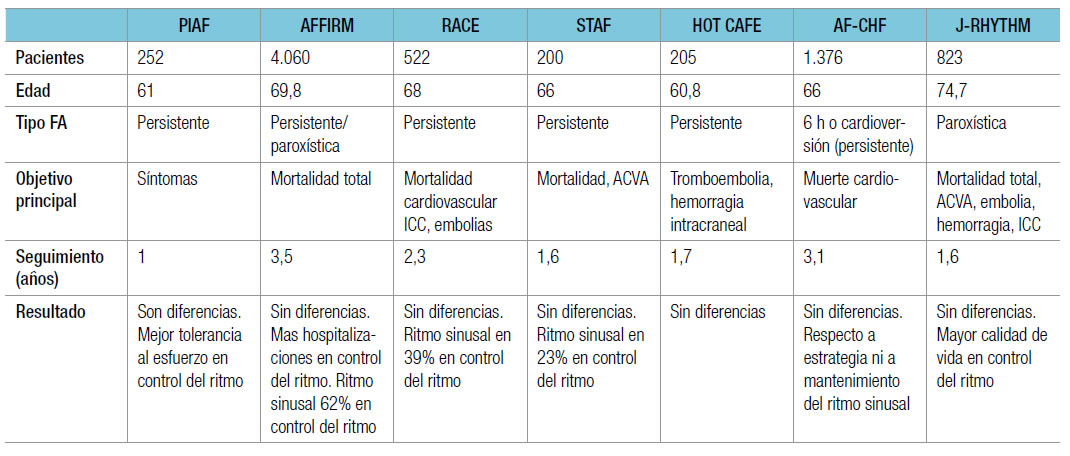 PIAF AFFIRM RACE STAF HOT CAFE AF-CHF J-RHYTHM
Pacientes 252 4.060 522 200 205 1.376 823
Edad 61 69,8 68 66 60,8 66 74,7
Tipo FA Persistente Persistente/ Persistente Persistente Persistente 6 h o cardiover- Paroxística
paroxística sión (persistente)
Objetivo Síntomas Mortalidad total Mortalidad Mortalidad, ACVA Tromboembolia, Muerte cardio- Mortalidad total,
principal cardiovascular hemorragia vascular ACVA, embolia,
ICC, embolias intracraneal hemorragia, ICC
Seguimiento 1 3,5 2,3 1,6 1,7 3,1 1,6
(años)
Resultado Son diferencias. Sin diferencias. Sin diferencias. Sin diferencias. Sin diferencias Sin diferencias. Sin diferencias.
Mejor tolerancia Mas hospitaliza- Ritmo sinusal en Ritmo sinusal en Respecto a Mayor calidad de
al esfuerzo en ciones en control 39% en control 23% en control estrategia ni a vida en control
control del ritmo del ritmo. Ritmo del ritmo del ritmo mantenimiento del ritmo
sinusal 62% en del ritmo sinusal
control del ritmo